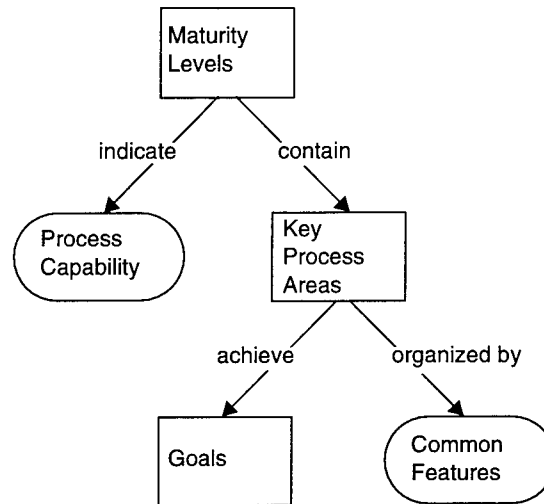 Maturity
Levels
indicate
contain
Process
Capability
Key
Process
Areas
achieve
organized by
Goals
Common
Features